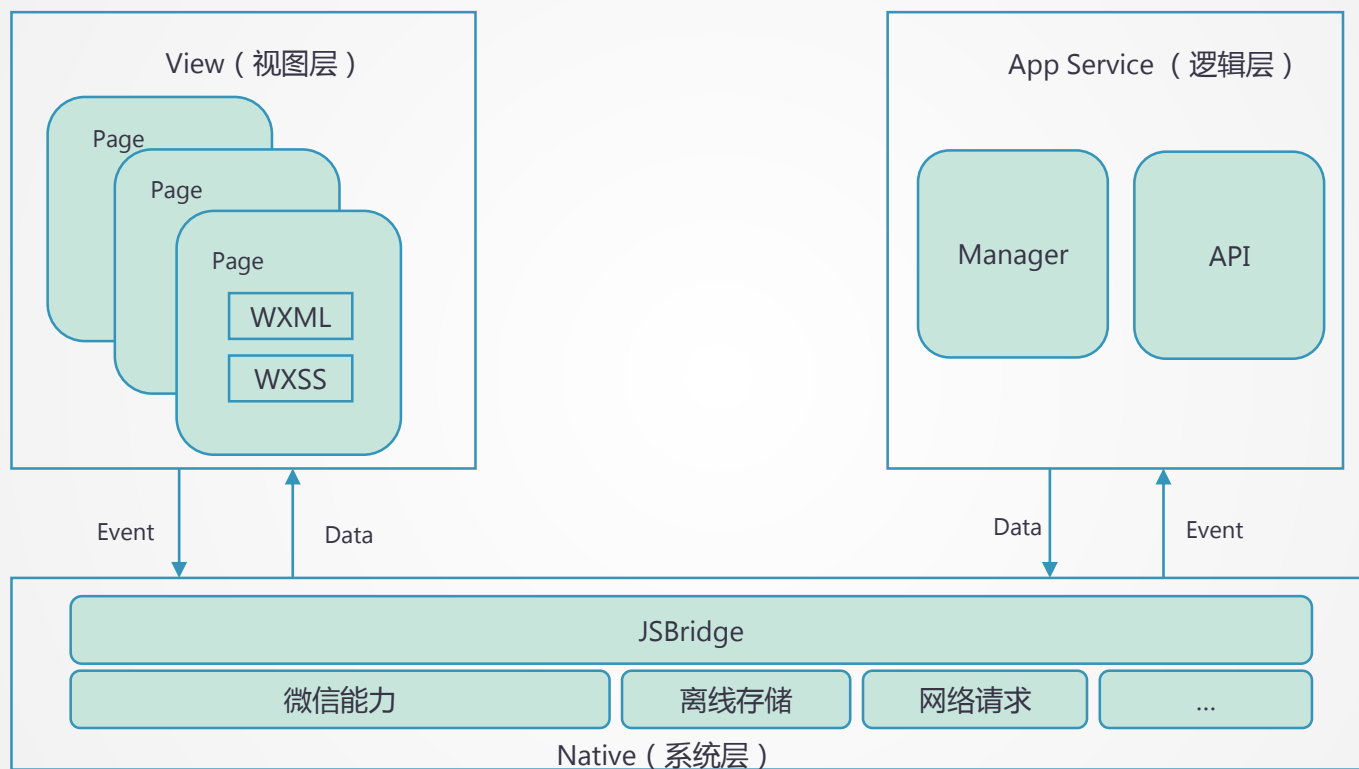 View（视图层）
Page
Page
Page
WXML
WXSS
App Service （逻辑层）
Manager
API
Event
Data
Data
Event
JSBridge
微信能力
离线存储
网络请求
...
Native（系统层）